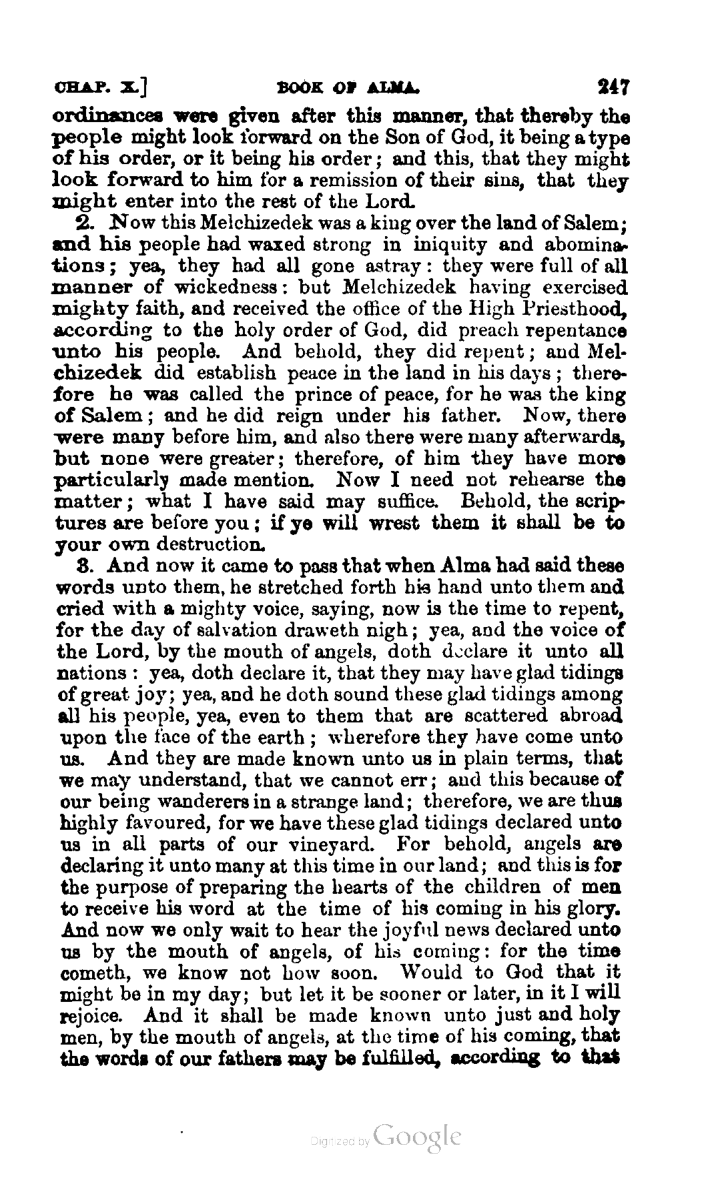 CHAP. X.] BOOK OF ALMA. 247
ordinances were given after this manner, that thereby the
people might look forward on the Son of God, it being a type
of his order, or it being his order; and this, that they might
look forward to him for a remission of their sins, that they
might enter into the rest of the Lord.
2. Now this Melchizedek was a king over the land of Salem;
and his people had waxed strong in iniquity and abomina-
tions; yea, they had all gone astray: they were full of all
manner of wickedness: but Melchizedek having exercised
mighty faith, and received the office of the High Priesthood,
according to the holy order of God, did preach repentance
unto his people. And behold, they did repent; and Mel-
chizedek did establish peace in the land in his days; there-
fore he was called the prince of peace, for he was the king
of Salem; and he did reign under his father. Now, there
were many before him, and also there were many afterwards,
but none were greater; therefore, of him they have more
particularly made mention. Now I need not rehearse the
matter; what I have said may suffice. Behold, the scrip-
tures are before you; if ye will wrest them it shall be to
your own destruction.
3. And now it came to pass that when Alma had said these
words unto them, he stretched forth his hand unto them and
cried with a mighty voice, saying, now is the time to repent,
for the day of salvation draweth nigh; yea, and the voice of
the Lord, by the mouth of angels, doth declare it unto all
nations: yea, doth declare it, that they may have glad tidings
of great joy; yea, and he doth sound these glad tidings among
all his people, yea, even to them that are scattered abroad
upon the face of the earth; wherefore they have come unto
us. And they are made known unto us in plain terms, that
we may understand, that we cannot err; and this because of
our being wanderers in a strange land; therefore, we are thus
highly favoured, for we have these glad tidings declared unto
us in all parts of our vineyard. For behold, angels are
declaring it unto many at this time in our land; and this is for
the purpose of preparing the hearts of the children of men
to receive his word at the time of his coming in his glory.
And now we only wait to hear the joyful news declared unto
us by the mouth of angels, of his coming: for the time
cometh, we know not how soon. Would to God that it
might be in my day; but let it be sooner or later, in it I will
rejoice. And it shall be made known unto just and holy
men, by the mouth of angels, at the time of his coming, that
the words of our fathers may be fulfilled, according to that
Digitized by Google